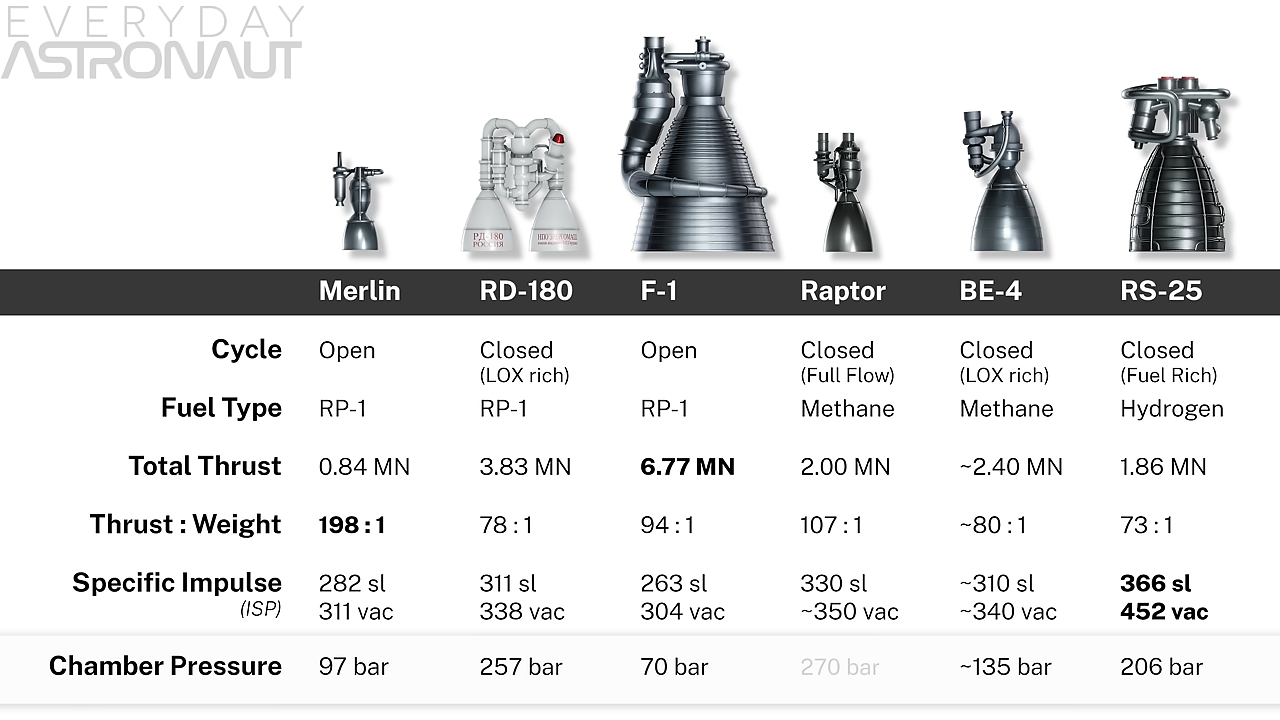 EVERYDAY
ASTRONAUT
РД-180
РОССИЯ
НПО ЭНЕРГОМАШ
Merlin RD-180 F-1 Raptor BE-4 RS-25
Cycle Open Closed Open Closed Closed Closed
(LOX rich) (Full Flow) (LOX rich) (Fuel Rich)
Fuel Type RP-1 RP-1 RP-1 Methane Methane Hydrogen
Total Thrust 0.84 MN 3.83 MN 6.77 MN 2.00 MN ~2.40 MN 1.86 MN
Thrust : Weight 198 : 1 78 : 1 94 : 1 107 : 1 ~80 : 1 73 : 1
Specific Impulse 282 sl 311 sl 263 sl 330 sl ~310 sl 366 sl
(ISP) 311 vac 338 vac 304 vac ~350 vac ~340 vac 452 vac
Chamber Pressure 97 bar 257 bar 70 bar 270 bar ~135 bar 206 bar